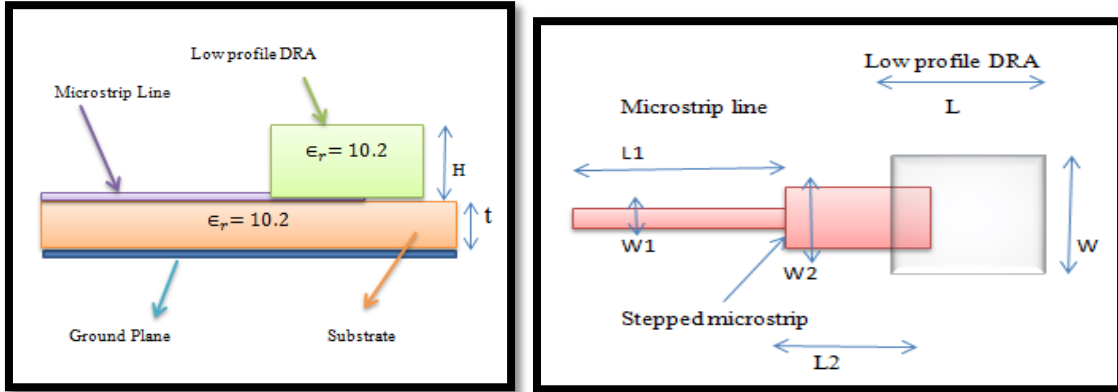 Low profile DRA
Microstrip Line
∈r = 10.2
H
∈r = 10.2
t
Ground Plane
Substrate
Low profile DRA
L
Microstrip line
L1
W1
W2
W
Stepped microstrip
L2